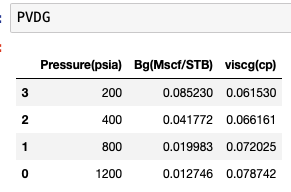 PVDG
Pressure(psia) Bg(Mscf/STB) viscg(cp)
3 200 0.085230 0.061530
2 400 0.041772 0.066161
1 800 0.019983 0.072025
0 1200 0.012746 0.078742